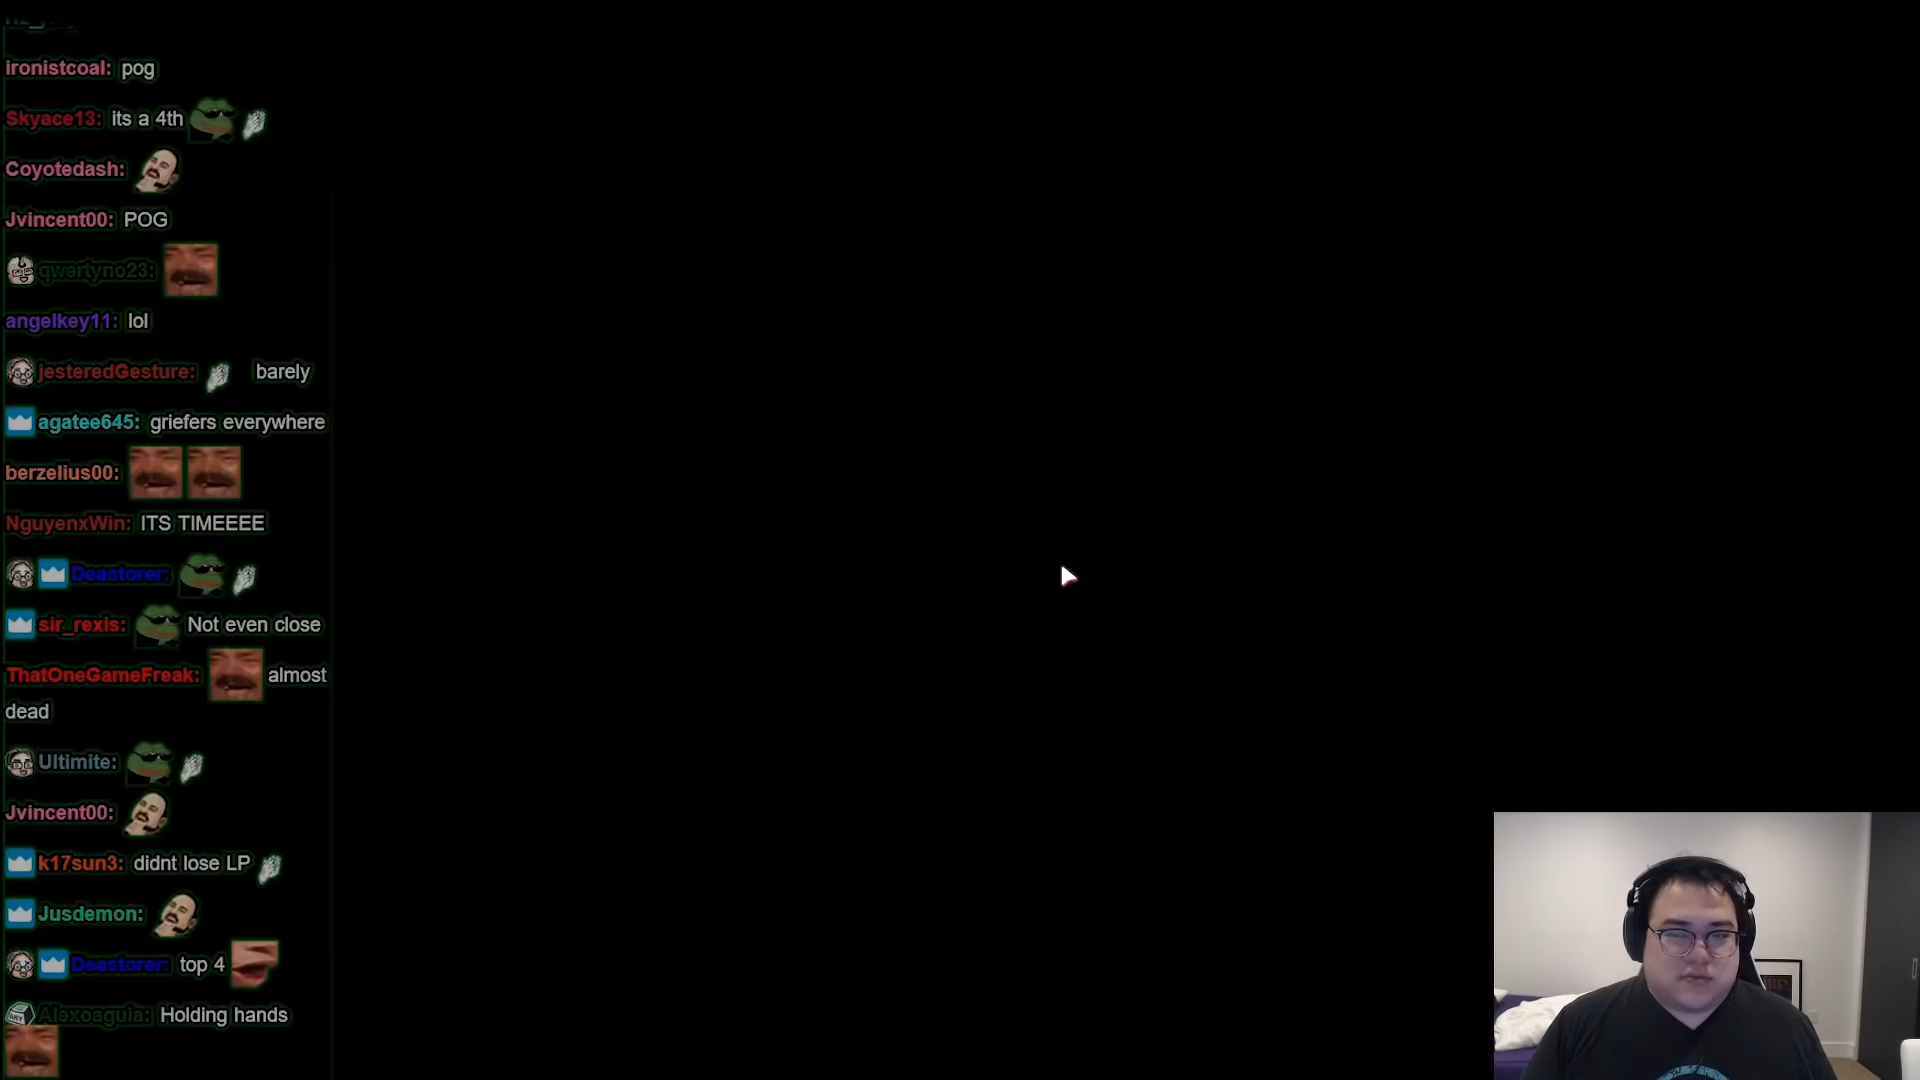 ironistcoal: pog
Skyace13: its a 4th
Coyotedash:
Jvincent00: POG
qwertyno23:
angelkey11: lol
jesteredGesture: barely
agatee645: griefers everywhere
berzelius00:
NguyenxWin: ITS TIMEEEE
Deastorer:
sir_rexis: Not even close
ThatOneGameFreak: almost
dead
Ultimite:
Jvincent00:
k17sun3: didnt lose LP
Jusdemon:
Deastorer: top 4
Alexoaguia: Holding hands